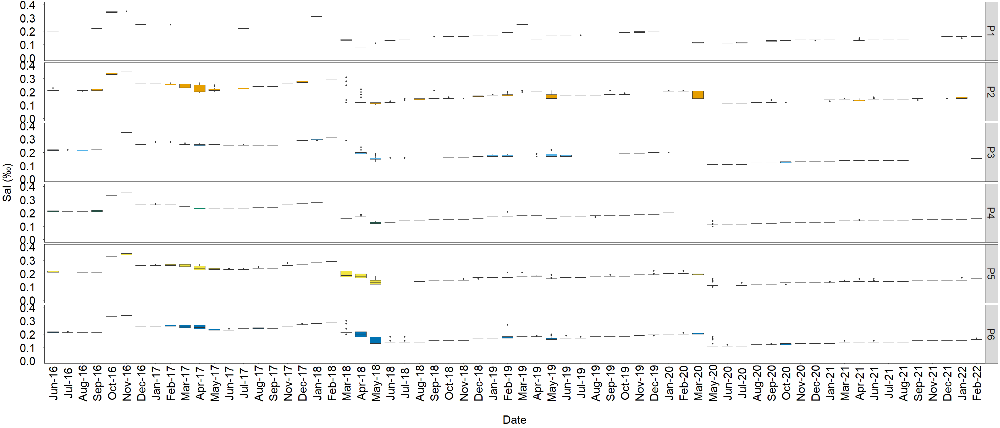 0.4
0.3
0.2
0.1
0.0
P1
0.4
0.3
0.2
0.1
0.0
P2
0.4
0.3
0.2
0.1
0.0
P3
0.4
0.3
0.2
0.1
0.0
P4
0.4
0.3
0.2
0.1
0.0
P5
0.4
0.3
0.2
0.1
0.0
P6
Sal (‰)
Jun-16
Jul-16
Aug-16
Sep-16
Oct-16
Nov-16
Dec-16
Jan-17
Feb-17
Mar-17
Apr-17
May-17
Jun-17
Jul-17
Aug-17
Sep-17
Nov-17
Dec-17
Jan-18
Feb-18
Mar-18
Apr-18
May-18
Jun-18
Jul-18
Aug-18
Sep-18
Oct-18
Nov-18
Dec-18
Jan-19
Feb-19
Mar-19
Apr-19
May-19
Jun-19
Jul-19
Aug-19
Sep-19
Oct-19
Nov-19
Dec-19
Jan-20
Feb-20
Mar-20
May-20
Jun-20
Jul-20
Aug-20
Sep-20
Oct-20
Nov-20
Dec-20
Jan-21
Mar-21
Apr-21
Jun-21
Jul-21
Aug-21
Sep-21
Nov-21
Dec-21
Jan-22
Feb-22
Date